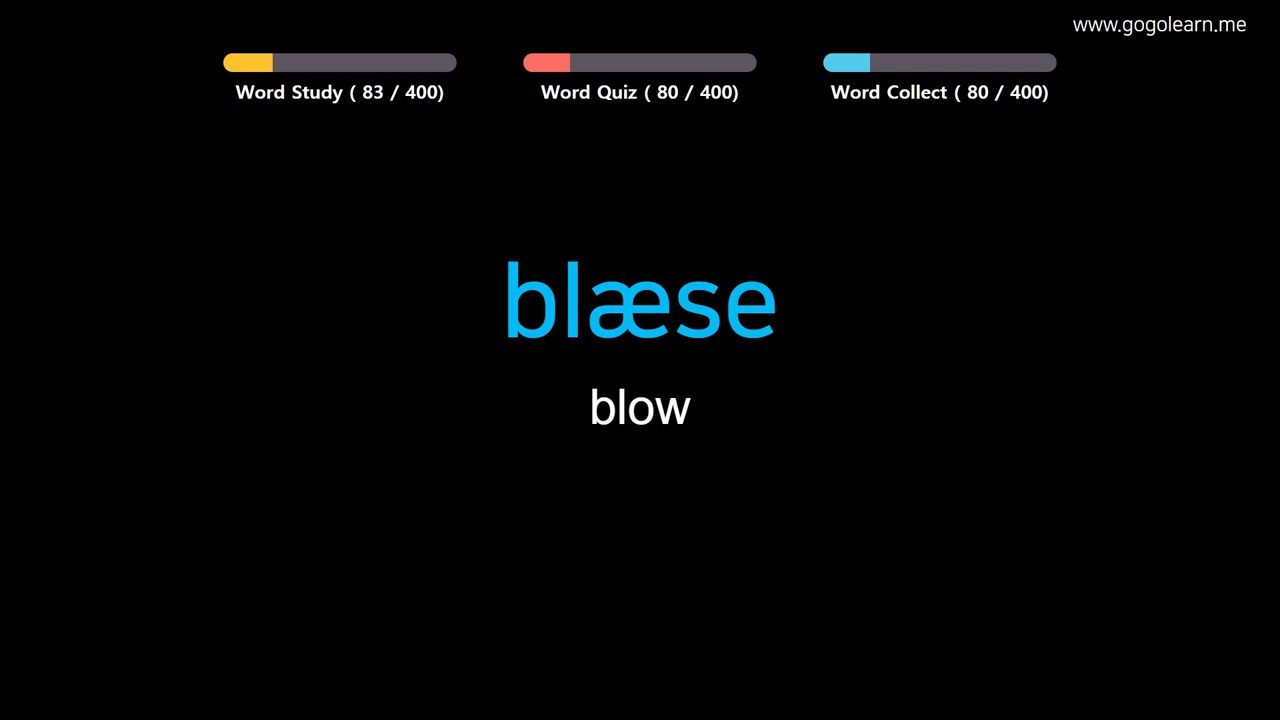 www.gogolearn.me
Word Study ( 83 / 400)
Word Quiz ( 80 / 400)
Word Collect ( 80 / 400)
blæse
blow